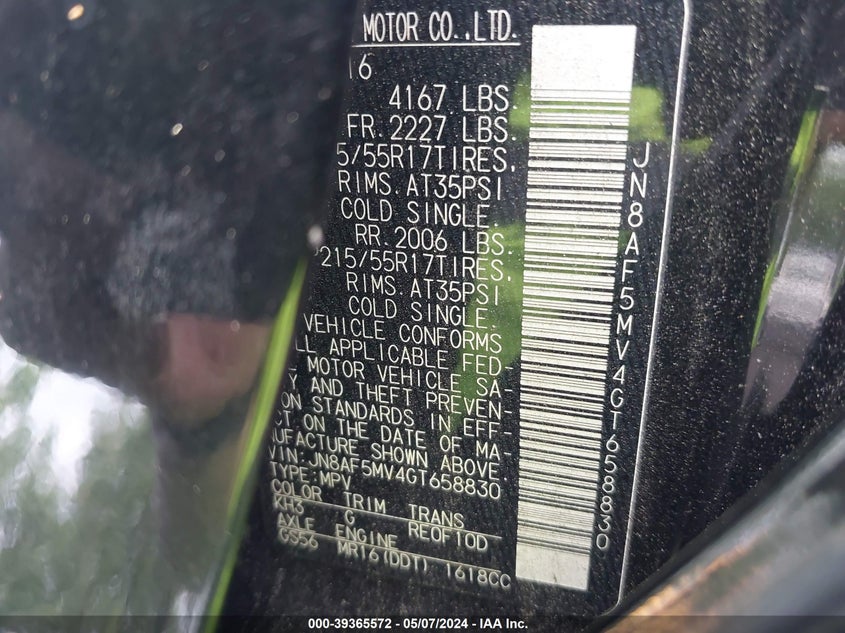 MOTOR CO.,LTD.
16
4167 LBS.
FR. 2227 LBS.
5/55R17TIRES,
RIMS. AT35PSI
COLD SINGLE
RR. 2006 LBS.
P215/55R17TIRES,
RIMS AT35PSI
COLD SINGLE.
VEHICLE CONFORMS
LL APPLICABLE FED-
MOTOR VEHICLE SA-
Y AND THEFT PREVEN-
ON STANDARDS IN EFF-
CT ON THE DATE OF MA-
NUFACTURE SHOWN ABOVE.
VIN: JN8AF5MV4GT658830
TYPE: MPV
COLOR TRIM TRANS
KH3 G RE0F10D
AXLE ENGINE
GS56 MR16(DDT) 1618CC
JN8AF5MV4GT658830
000-39365572 - 05/07/2024 - IAA Inc.